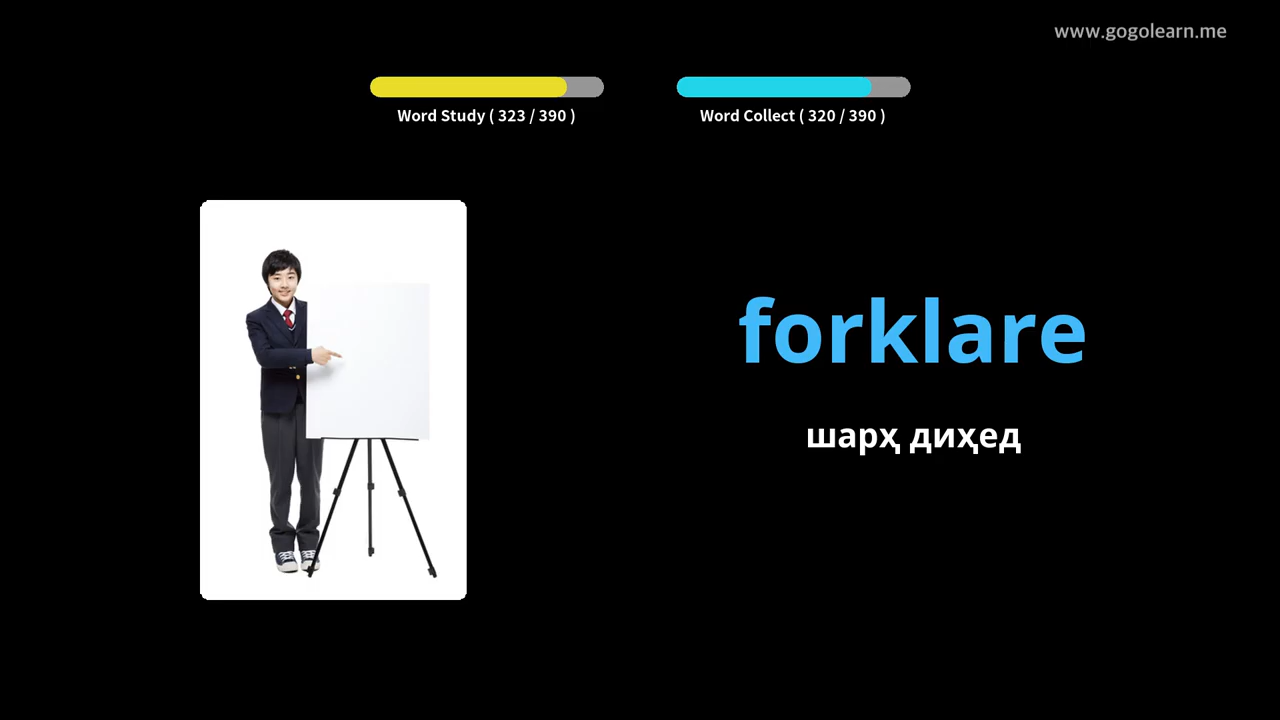 www.gogolearn.me
Word Study ( 323 / 390 )
Word Collect ( 320 / 390 )
forklare
шарҳ диҳед